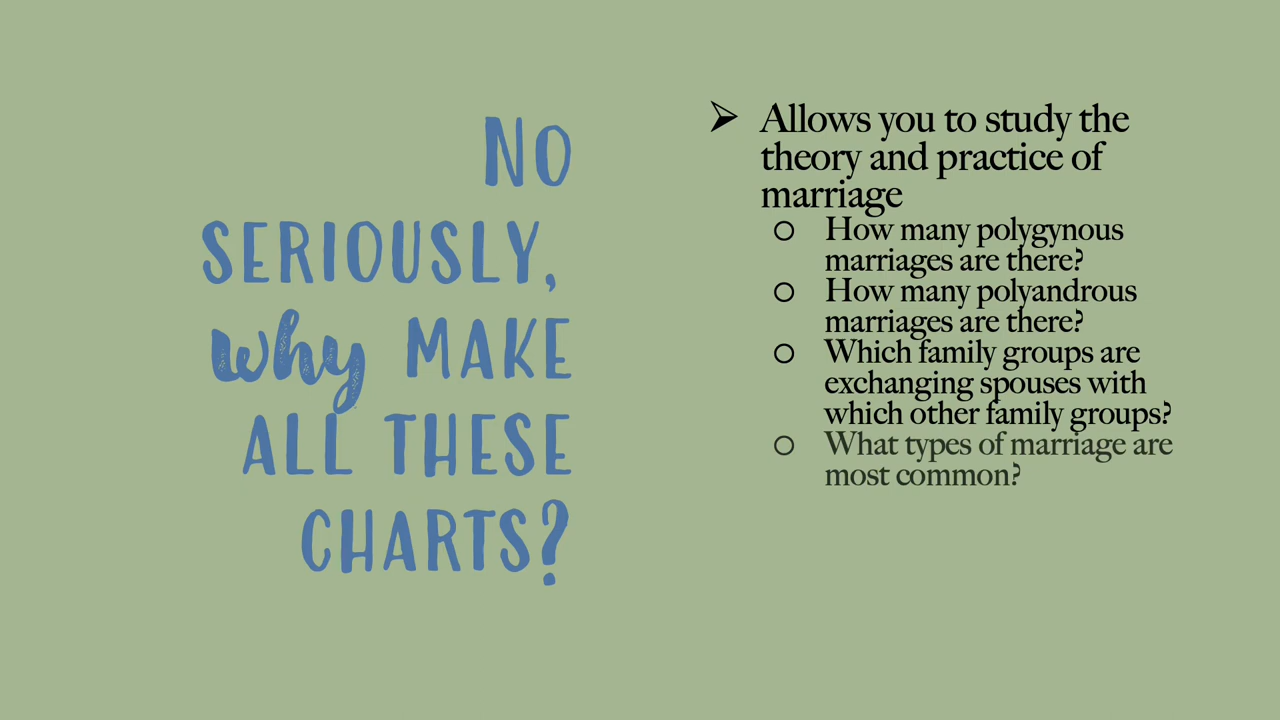 NO
SERIOUSLY,
why MAKE
ALL THESE
CHARTS?
➢ Allows you to study the
theory and practice of
marriage
○ How many polygynous
marriages are there?
○ How many polyandrous
marriages are there?
○ Which family groups are
exchanging spouses with
which other family groups?
○ What types of marriage are
most common?